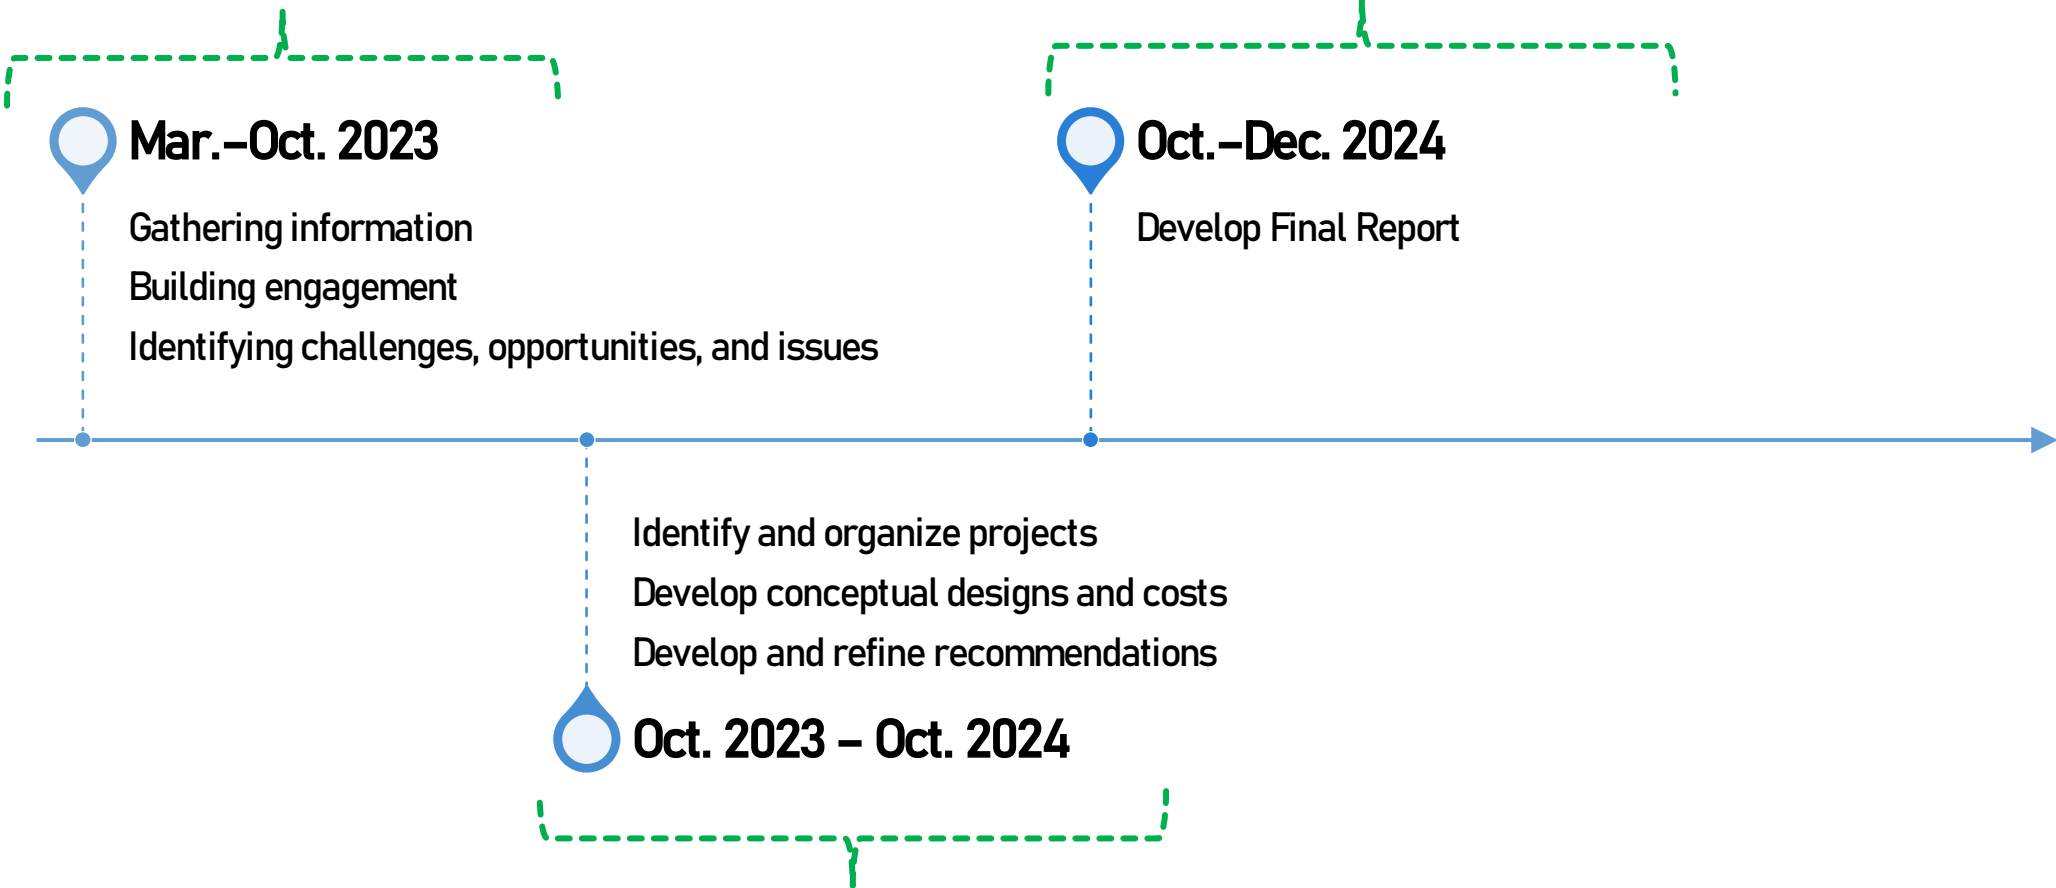 Mar.–Oct. 2023
Gathering information
Building engagement
Identifying challenges, opportunities, and issues
Oct.–Dec. 2024
Develop Final Report
Identify and organize projects
Develop conceptual designs and costs
Develop and refine recommendations
Oct. 2023 – Oct. 2024